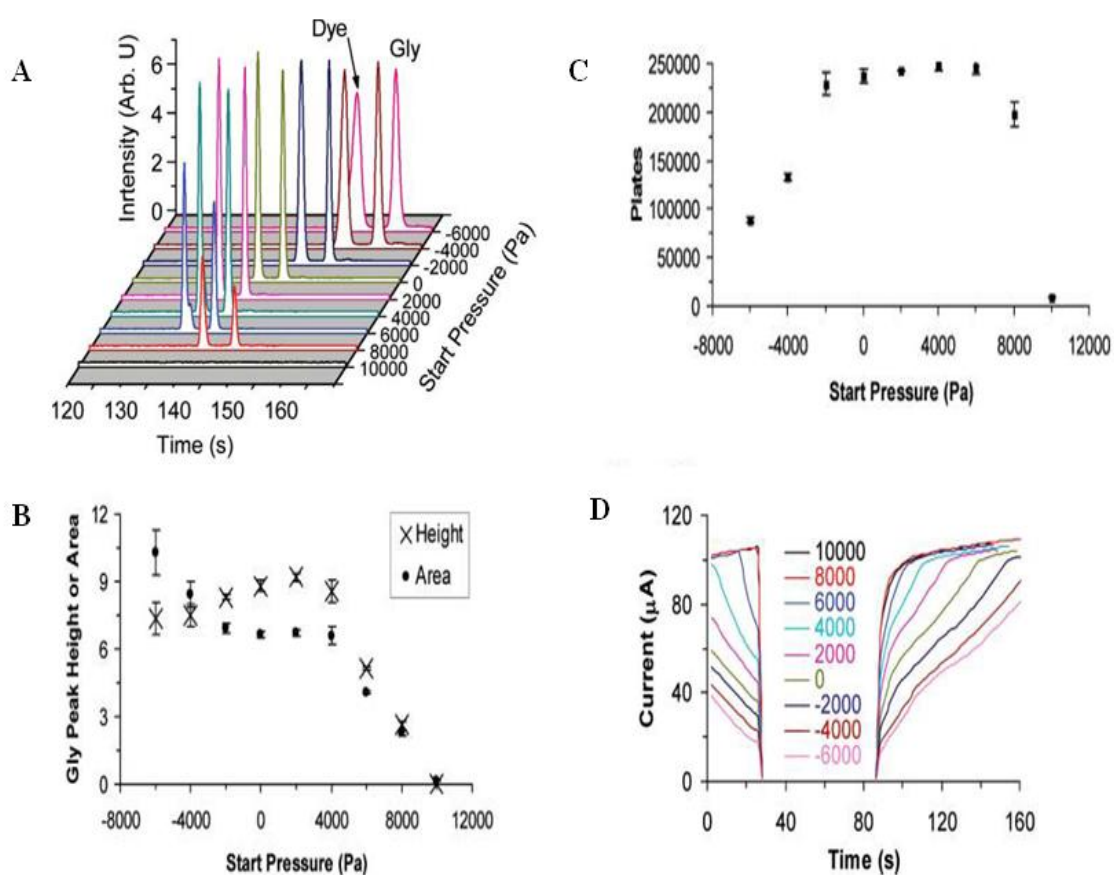 A
Inrtensity (Arb. U)
6
4
2
0
Dye
Gly
-6000
-4000
-2000
0
2000
4000
6000
8000
10000
Start Pressure (Pa)
120 130 140 150 160
Time (s)
C
Plates
250000
200000
150000
100000
50000
0
-8000 -4000 0 4000 8000 12000
Start Pressure (Pa)
B
Gly Peak Height or Area
12
9
6
3
0
Height
Area
-8000 -4000 0 4000 8000 12000
Start Pressure (Pa)
D
Current (μA)
120
80
40
0
10000
8000
6000
4000
2000
0
-2000
-4000
-6000
0 40 80 120 160
Time (s)